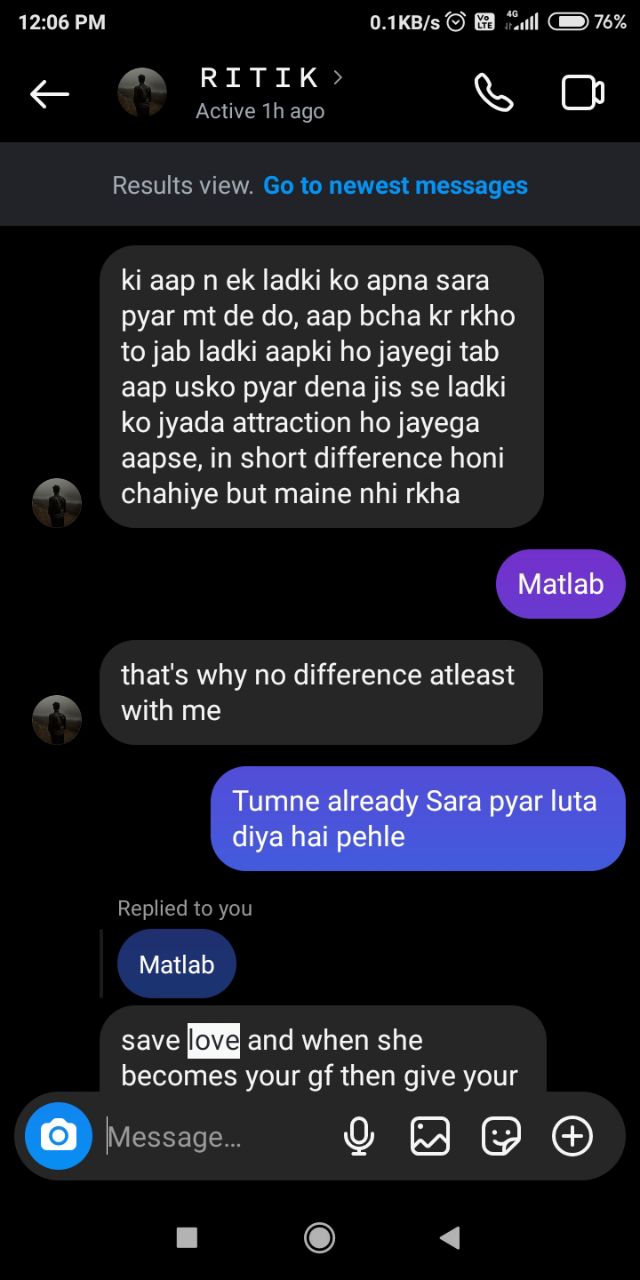 12:06 PM 0.1KB/s Vo LTE 4G 76%
R I T I K
Active 1h ago
Results view. Go to newest messages
ki aap n ek ladki ko apna sara
pyar mt de do, aap bcha kr rkho
to jab ladki aapki ho jayegi tab
aap usko pyar dena jis se ladki
ko jyada attraction ho jayega
aapse, in short difference honi
chahiye but maine nhi rkha
Matlab
that's why no difference atleast
with me
Tumne already Sara pyar luta
diya hai pehle
Replied to you
Matlab
save love and when she
becomes your gf then give your
Message...